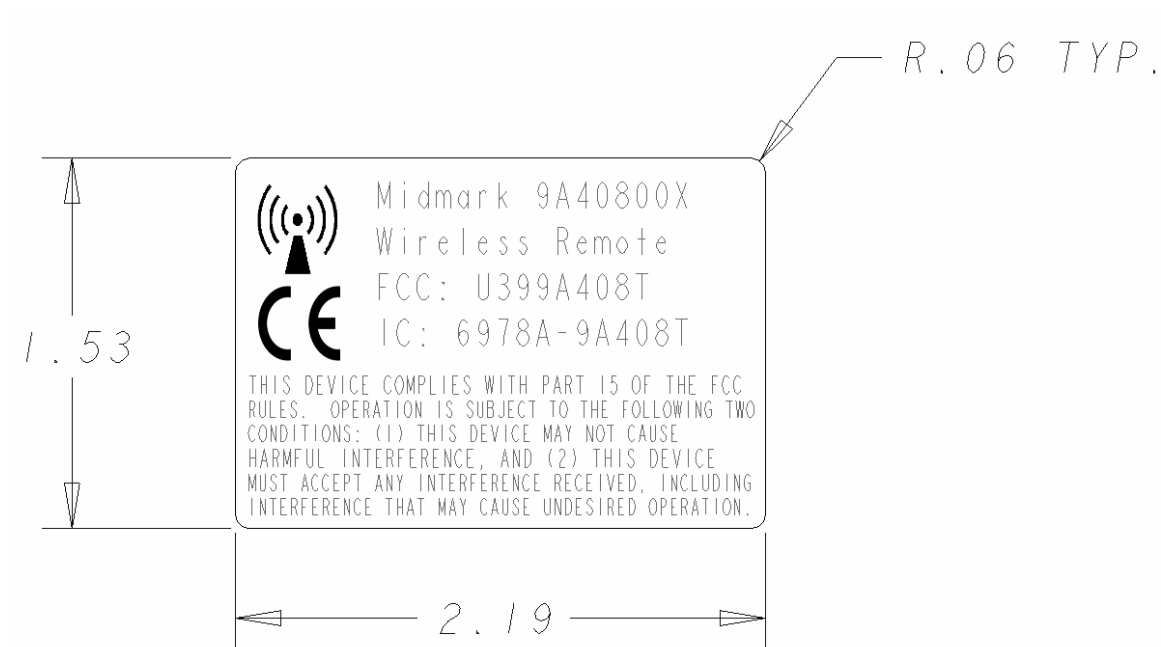 R.06 TYP.
Midmark 9A40800X
Wireless Remote
FCC: U399A408T
IC: 6978A-9A408T
CE
1.53
THIS DEVICE COMPLIES WITH PART 15 OF THE FCC
RULES. OPERATION IS SUBJECT TO THE FOLLOWING TWO
CONDITIONS: (1) THIS DEVICE MAY NOT CAUSE
HARMFUL INTERFERENCE, AND (2) THIS DEVICE
MUST ACCEPT ANY INTERFERENCE RECEIVED, INCLUDING
INTERFERENCE THAT MAY CAUSE UNDESIRED OPERATION.
2.19